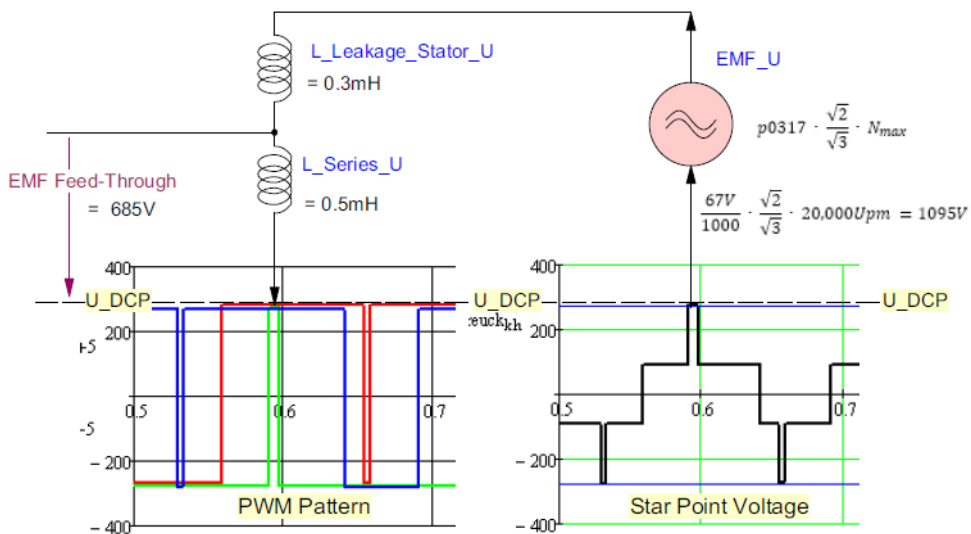 L_Leakage_Stator_U
= 0.3mH
EMF_U
p0317 · √2/√3 · N_max
L_Series_U
= 0.5mH
EMF Feed-Through
= 685V
67V/1000 · √2/√3 · 20,000Upm = 1095V
400
U_DCP
200
+5
0.5
0.6
0.7
-5
-200
-400
PWM Pattern
400
U_DCP
euck_kh
200
0.5
0.6
0.7
-200
-400
Star Point Voltage
U_DCP